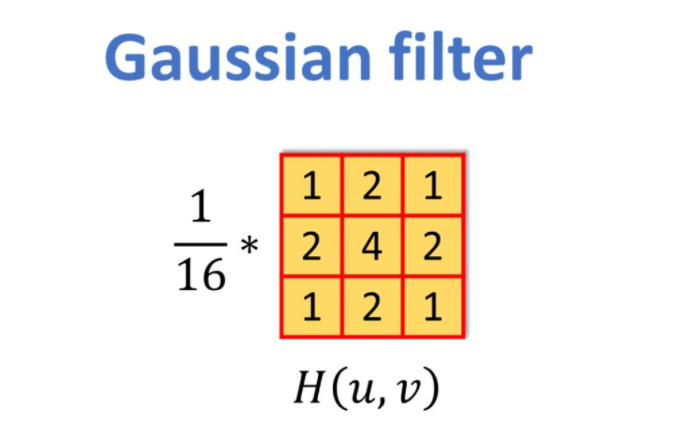 Gaussian filter
1/16 *
1 2 1
2 4 2
1 2 1
H(u, v)